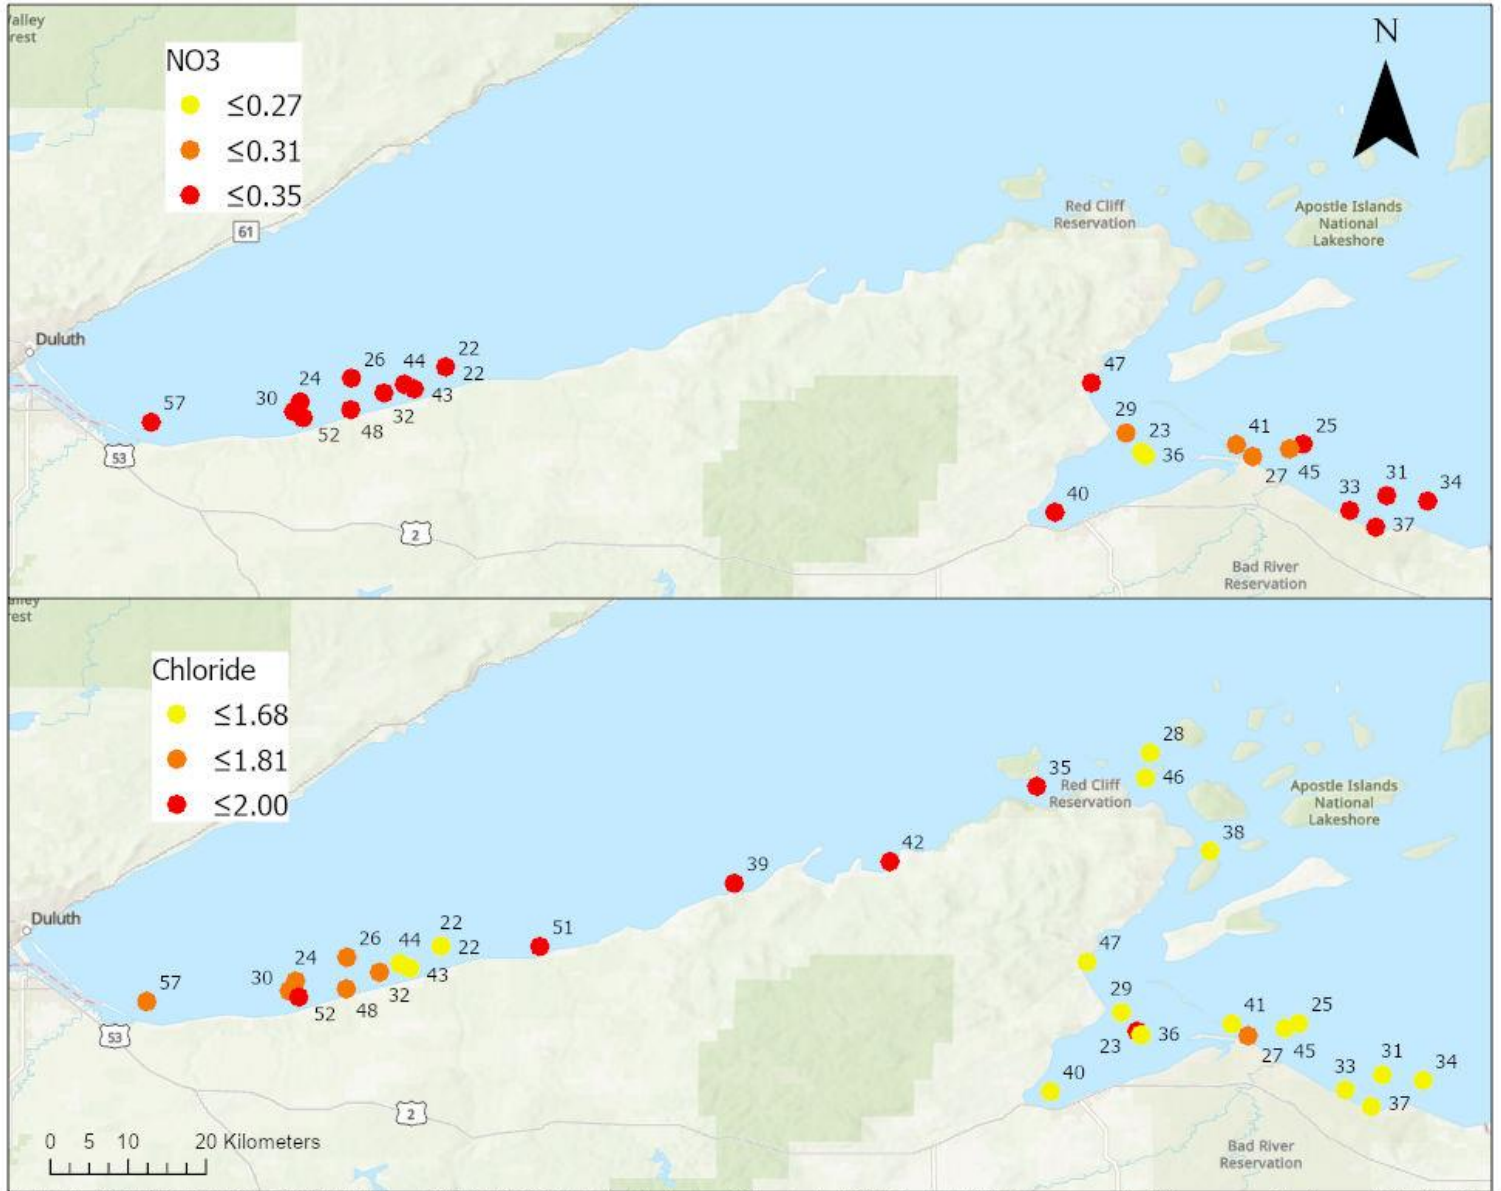 Valley
rest
NO3
≤0.27
≤0.31
≤0.35
N
61
Red Cliff
Reservation
Apostle Islands
National
Lakeshore
Duluth
22
26
44
22
24
43
30
57
32
52
48
53
2
47
29
23
36
41
25
27
45
40
33
31
34
37
Bad River
Reservation
alley
rest
Chloride
≤1.68
≤1.81
≤2.00
28
46
35
Red Cliff
Reservation
Apostle Islands
National
Lakeshore
38
42
39
Duluth
22
26
44
22
51
24
43
30
57
32
52
48
53
2
47
29
23
36
41
25
27
45
40
33
31
34
37
0 5 10 20 Kilometers
Bad River
Reservation